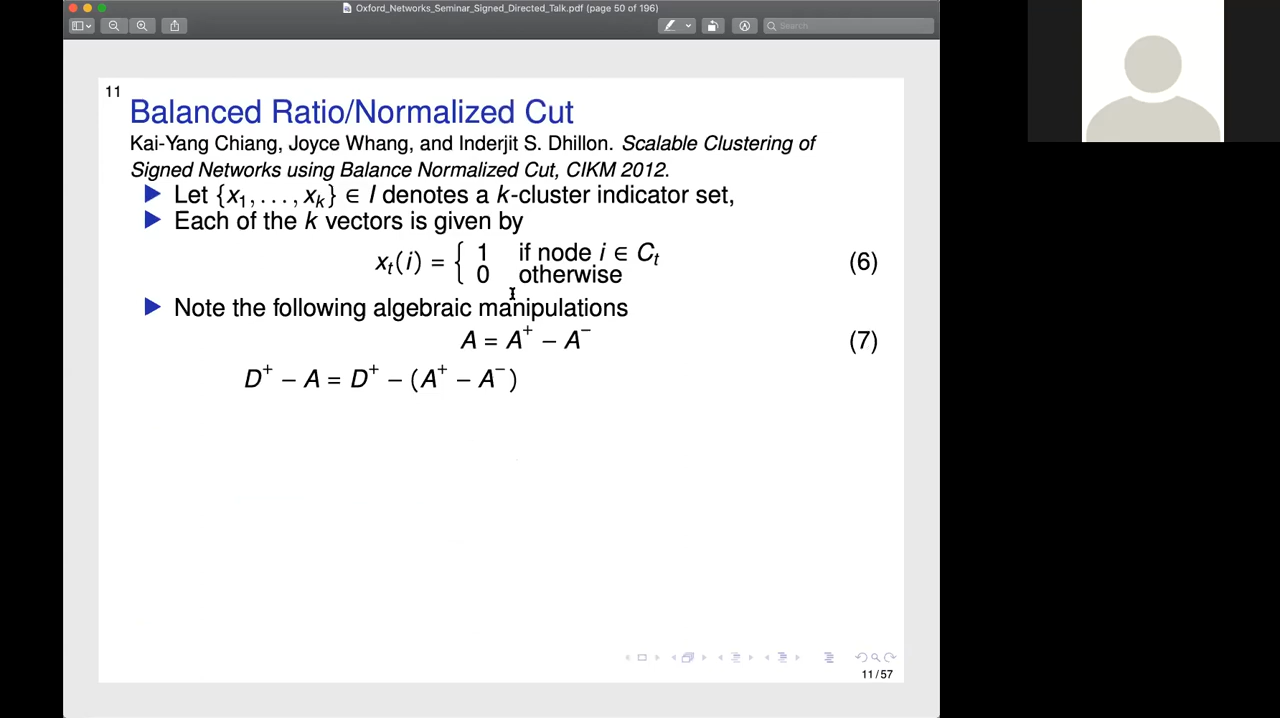 Oxford_Networks_Seminar_Signed_Directed_Talk.pdf (page 50 of 196)
Search
11
Balanced Ratio/Normalized Cut
Kai-Yang Chiang, Joyce Whang, and Inderjit S. Dhillon. Scalable Clustering of
Signed Networks using Balance Normalized Cut, CIKM 2012.
▶ Let {x₁, . . . , xₖ} ∈ I denotes a k-cluster indicator set,
▶ Each of the k vectors is given by
xₜ(i) = { 1 if node i ∈ Cₜ
0 otherwise (6)
▶ Note the following algebraic manipulations
A = A⁺ − A⁻ (7)
D⁺ − A = D⁺ − (A⁺ − A⁻)
11/57